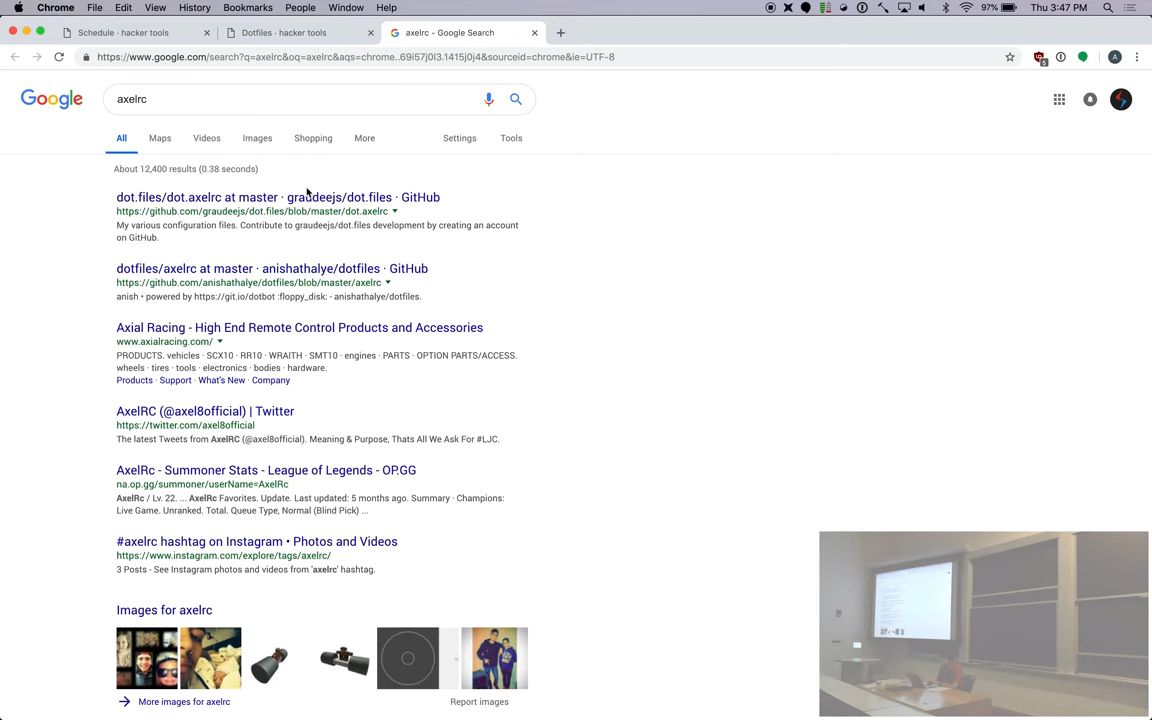 Chrome File Edit View History Bookmarks People Window Help 97% Thu 3:47 PM
Schedule · hacker tools
Dotfiles · hacker tools
axelrc - Google Search
https://www.google.com/search?q=axelrc&oq=axelrc&aqs=chrome..69i57j0l3.1415j0j4&sourceid=chrome&ie=UTF-8
Google
axelrc
All Maps Videos Images Shopping More Settings Tools
About 12,400 results (0.38 seconds)
dot.files/dot.axelrc at master · graudeejs/dot.files · GitHub
https://github.com/graudeejs/dot.files/blob/master/dot.axelrc
My various configuration files. Contribute to graudeejs/dot.files development by creating an account
on GitHub.
dotfiles/axelrc at master · anishathalye/dotfiles · GitHub
https://github.com/anishathalye/dotfiles/blob/master/axelrc
anish • powered by https://git.io/dotbot :floppy_disk: - anishathalye/dotfiles.
Axial Racing - High End Remote Control Products and Accessories
www.axialracing.com/
PRODUCTS. vehicles · SCX10 · RR10 · WRAITH · SMT10 · engines · PARTS · OPTION PARTS/ACCESS.
wheels · tires · tools · electronics · bodies · hardware.
Products · Support · What's New · Company
AxelRC (@axel8official) | Twitter
https://twitter.com/axel8official
The latest Tweets from AxelRC (@axel8official). Meaning & Purpose, Thats All We Ask For #LJC.
AxelRc - Summoner Stats - League of Legends - OP.GG
na.op.gg/summoner/userName=AxelRc
AxelRc / Lv. 22. ... AxelRc Favorites. Update. Last updated: 5 months ago. Summary · Champions:
Live Game. Unranked. Total. Queue Type, Normal (Blind Pick) ...
#axelrc hashtag on Instagram • Photos and Videos
https://www.instagram.com/explore/tags/axelrc/
3 Posts - See Instagram photos and videos from 'axelrc' hashtag.
Images for axelrc
More images for axelrc
Report images